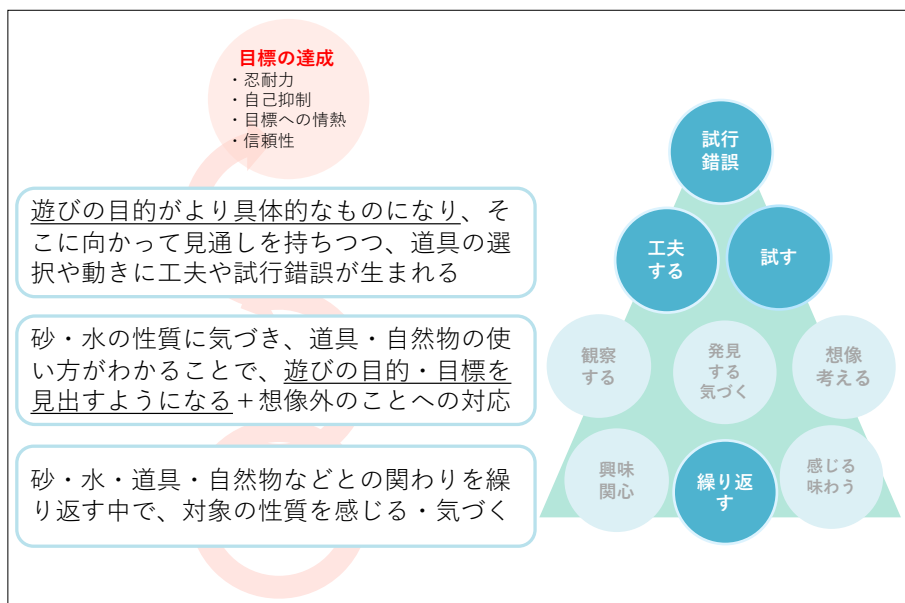 目標の達成
・忍耐力
・自己抑制
・目標への情熱
・信頼性
遊びの目的がより具体的なものになり、そ
こに向かって見通しを持ちつつ、道具の選
択や動きに工夫や試行錯誤が生まれる
砂・水の性質に気づき、道具・自然物の使
い方がわかることで、遊びの目的・目標を
見出すようになる＋想像外のことへの対応
砂・水・道具・自然物などとの関わりを繰
り返す中で、対象の性質を感じる・気づく
試行
錯誤
工夫
する
試す
観察
する
発見
する
気づく
想像
考える
興味
関心
繰り返
す
感じる
味わう